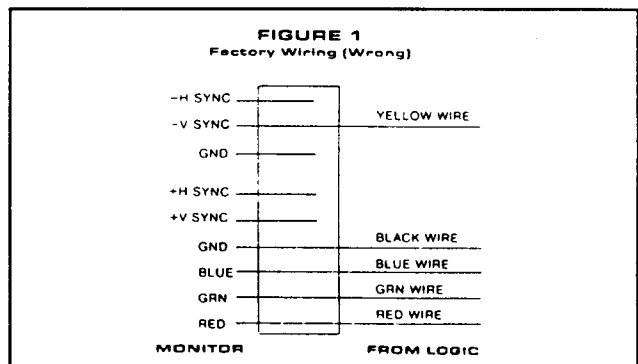 FIGURE 1
Factory Wiring (Wrong)
-H SYNC
-V SYNC YELLOW WIRE
GND
+H SYNC
+V SYNC
GND BLACK WIRE
BLUE BLUE WIRE
GRN GRN WIRE
RED RED WIRE
MONITOR FROM LOGIC